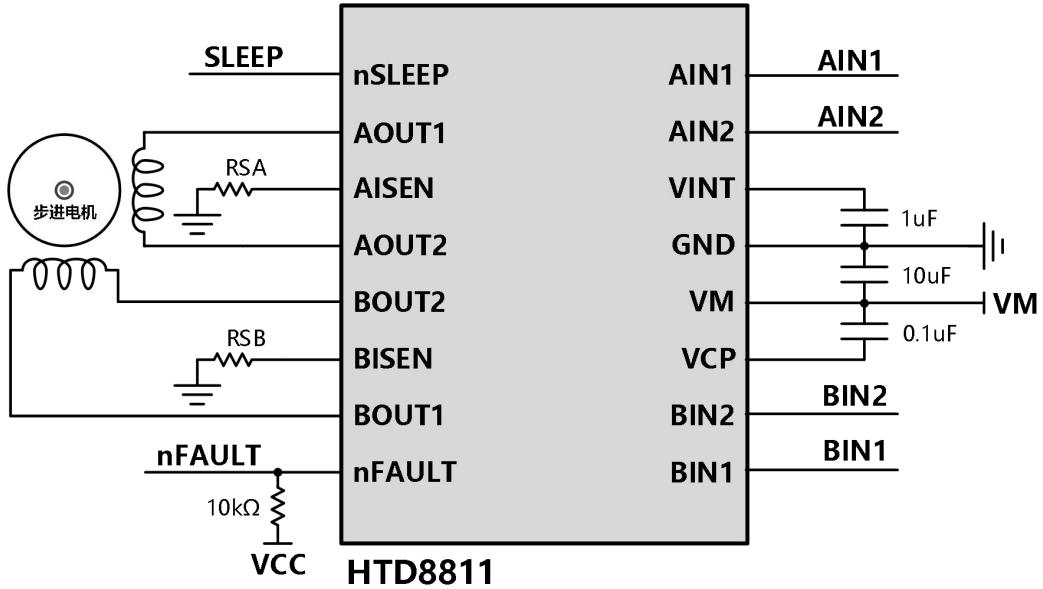 SLEEP
nSLEEP
AOUT1
RSA
AISEN
步进电机
AOUT2
BOUT2
RSB
BISEN
BOUT1
nFAULT
nFAULT
10kΩ
VCC
AIN1
AIN1
AIN2
AIN2
VINT
1uF
GND
10uF
VM
VM
0.1uF
VCP
BIN2
BIN2
BIN1
BIN1
HTD8811